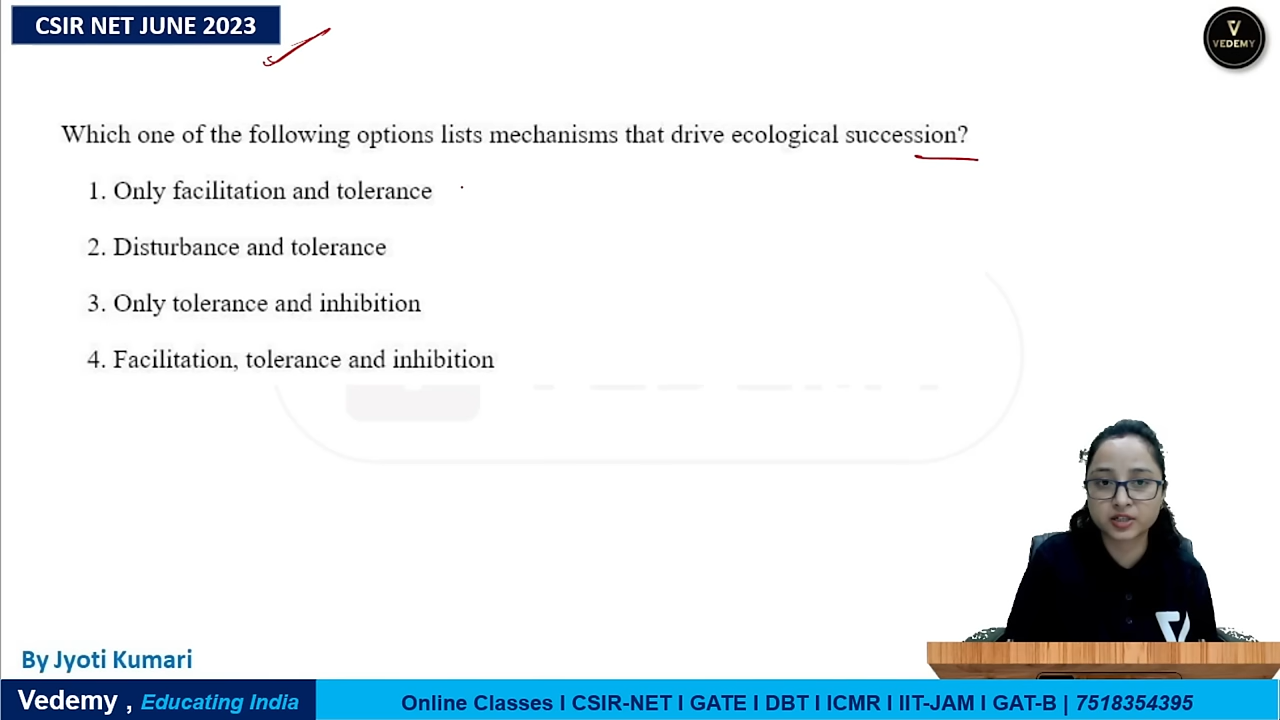 CSIR NET JUNE 2023
VEDEMY
Which one of the following options lists mechanisms that drive ecological succession?
1. Only facilitation and tolerance
2. Disturbance and tolerance
3. Only tolerance and inhibition
4. Facilitation, tolerance and inhibition
By Jyoti Kumari
Vedemy , Educating India
Online Classes I CSIR-NET I GATE I DBT I ICMR I IIT-JAM I GAT-B | 7518354395